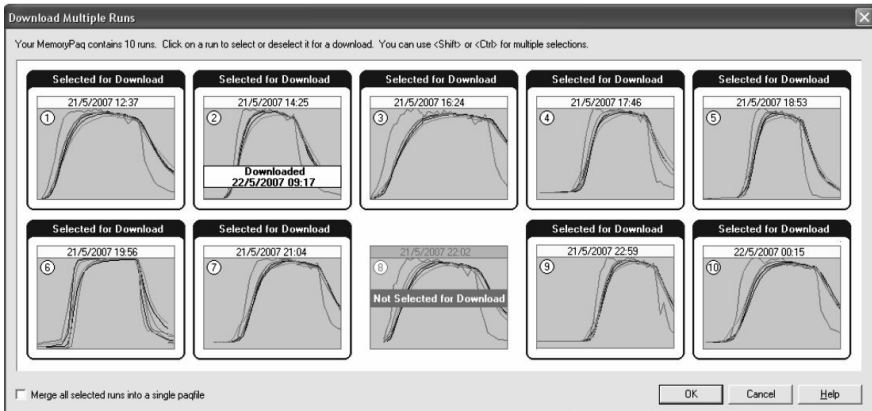 Download Multiple Runs
Your MemoryPaq contains 10 runs. Click on a run to select or deselect it for a download. You can use <Shift> or <Ctrl> for multiple selections.
Selected for Download
21/5/2007 12:37
1
Selected for Download
21/5/2007 14:25
2
Downloaded
22/5/2007 09:17
Selected for Download
21/5/2007 16:24
3
Selected for Download
21/5/2007 17:46
4
Selected for Download
21/5/2007 18:53
5
Selected for Download
21/5/2007 19:56
6
Selected for Download
21/5/2007 21:04
7
21/5/2007 22:02
8
Not Selected for Download
Selected for Download
21/5/2007 22:59
9
Selected for Download
22/5/2007 00:15
10
Merge all selected runs into a single paqfile
OK
Cancel
Help